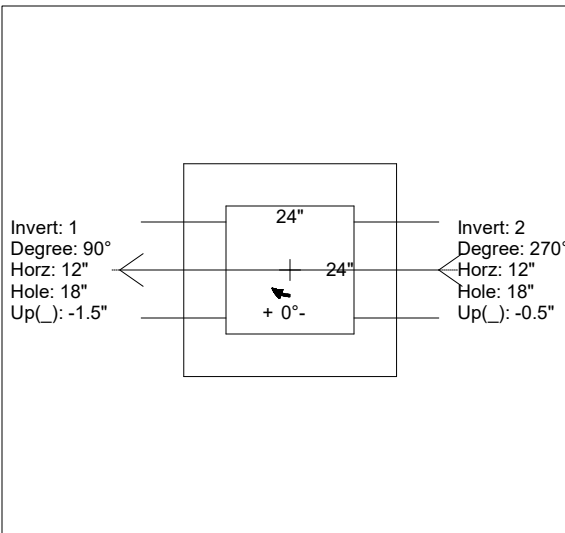 Invert: 1
Degree: 90°
Horz: 12"
Hole: 18"
Up(_): -1.5"
24"
24"
+ 0°-
Invert: 2
Degree: 270°
Horz: 12"
Hole: 18"
Up(_): -0.5"